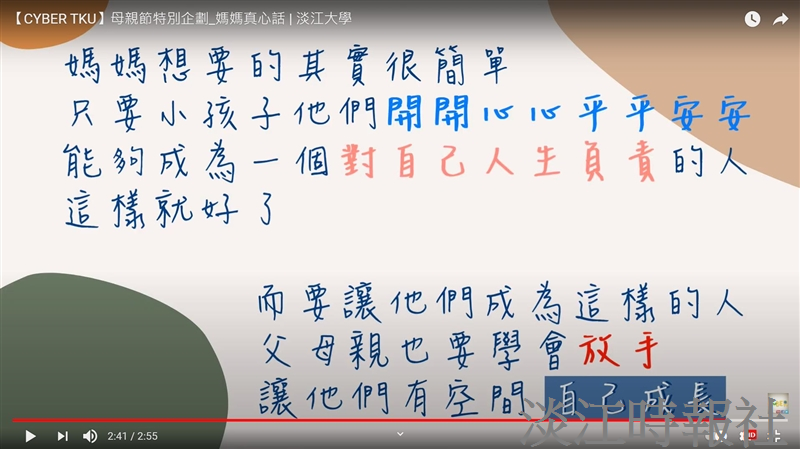 【CYBER TKU】母親節特別企劃_媽媽真心話 | 淡江大學
媽媽想要的其實很簡單
只要小孩子他們開開心心平平安安
能夠成為一個對自己人生負責的人
這樣就好了
而要讓他們成為這樣的人
父母親也要學會放手
讓他們有空間 自己成長
淡江時報社
2:41 / 2:55
HD